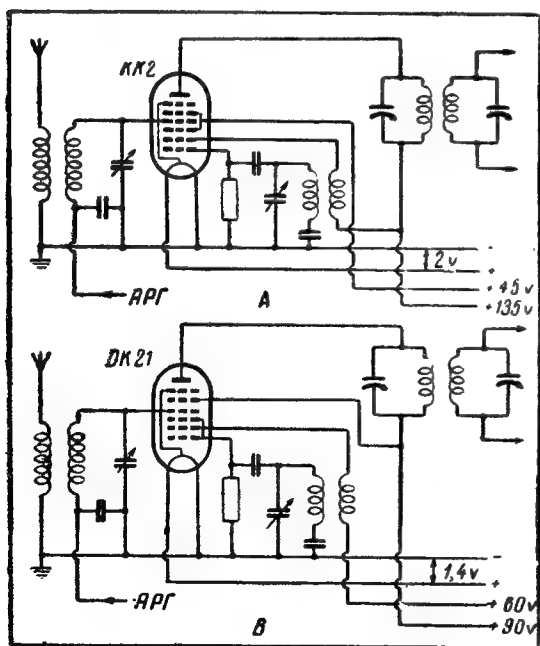 KK2
АРГ
A
-
2v
+
+45v
+135v
DK21
АРГ
B
-
1,4v
+
+60v
+90v